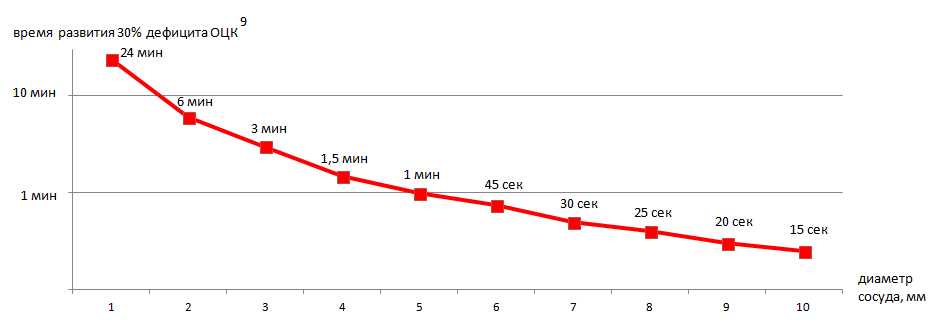 время развития 30% дефицита ОЦК 9
24 мин
10 мин
6 мин
3 мин
1,5 мин
1 мин
1 мин
45 сек
30 сек
25 сек
20 сек
15 сек
диаметр
сосуда, мм
1 2 3 4 5 6 7 8 9 10